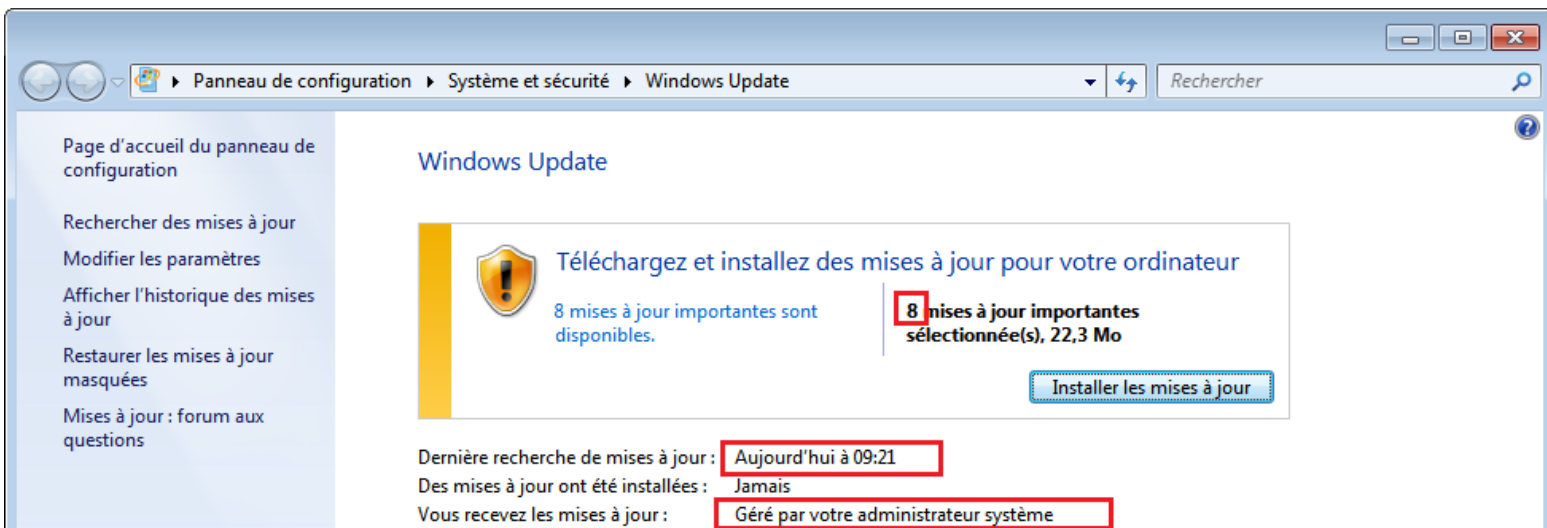 Panneau de configuration ▸ Système et sécurité ▸ Windows Update
Rechercher
Page d'accueil du panneau de
configuration
Rechercher des mises à jour
Modifier les paramètres
Afficher l'historique des mises
à jour
Restaurer les mises à jour
masquées
Mises à jour : forum aux
questions
Windows Update
Téléchargez et installez des mises à jour pour votre ordinateur
8 mises à jour importantes sont
disponibles.
8 mises à jour importantes
sélectionnée(s), 22,3 Mo
Installer les mises à jour
Dernière recherche de mises à jour : Aujourd'hui à 09:21
Des mises à jour ont été installées : Jamais
Vous recevez les mises à jour : Géré par votre administrateur système